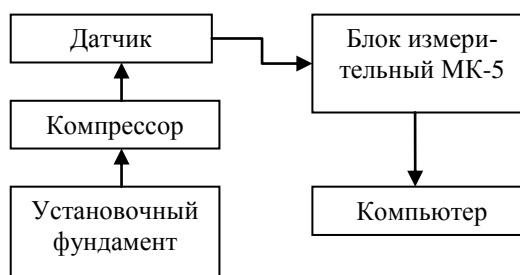 Датчик
Блок измери-
тельный МК-5
Компрессор
Установочный
фундамент
Компьютер